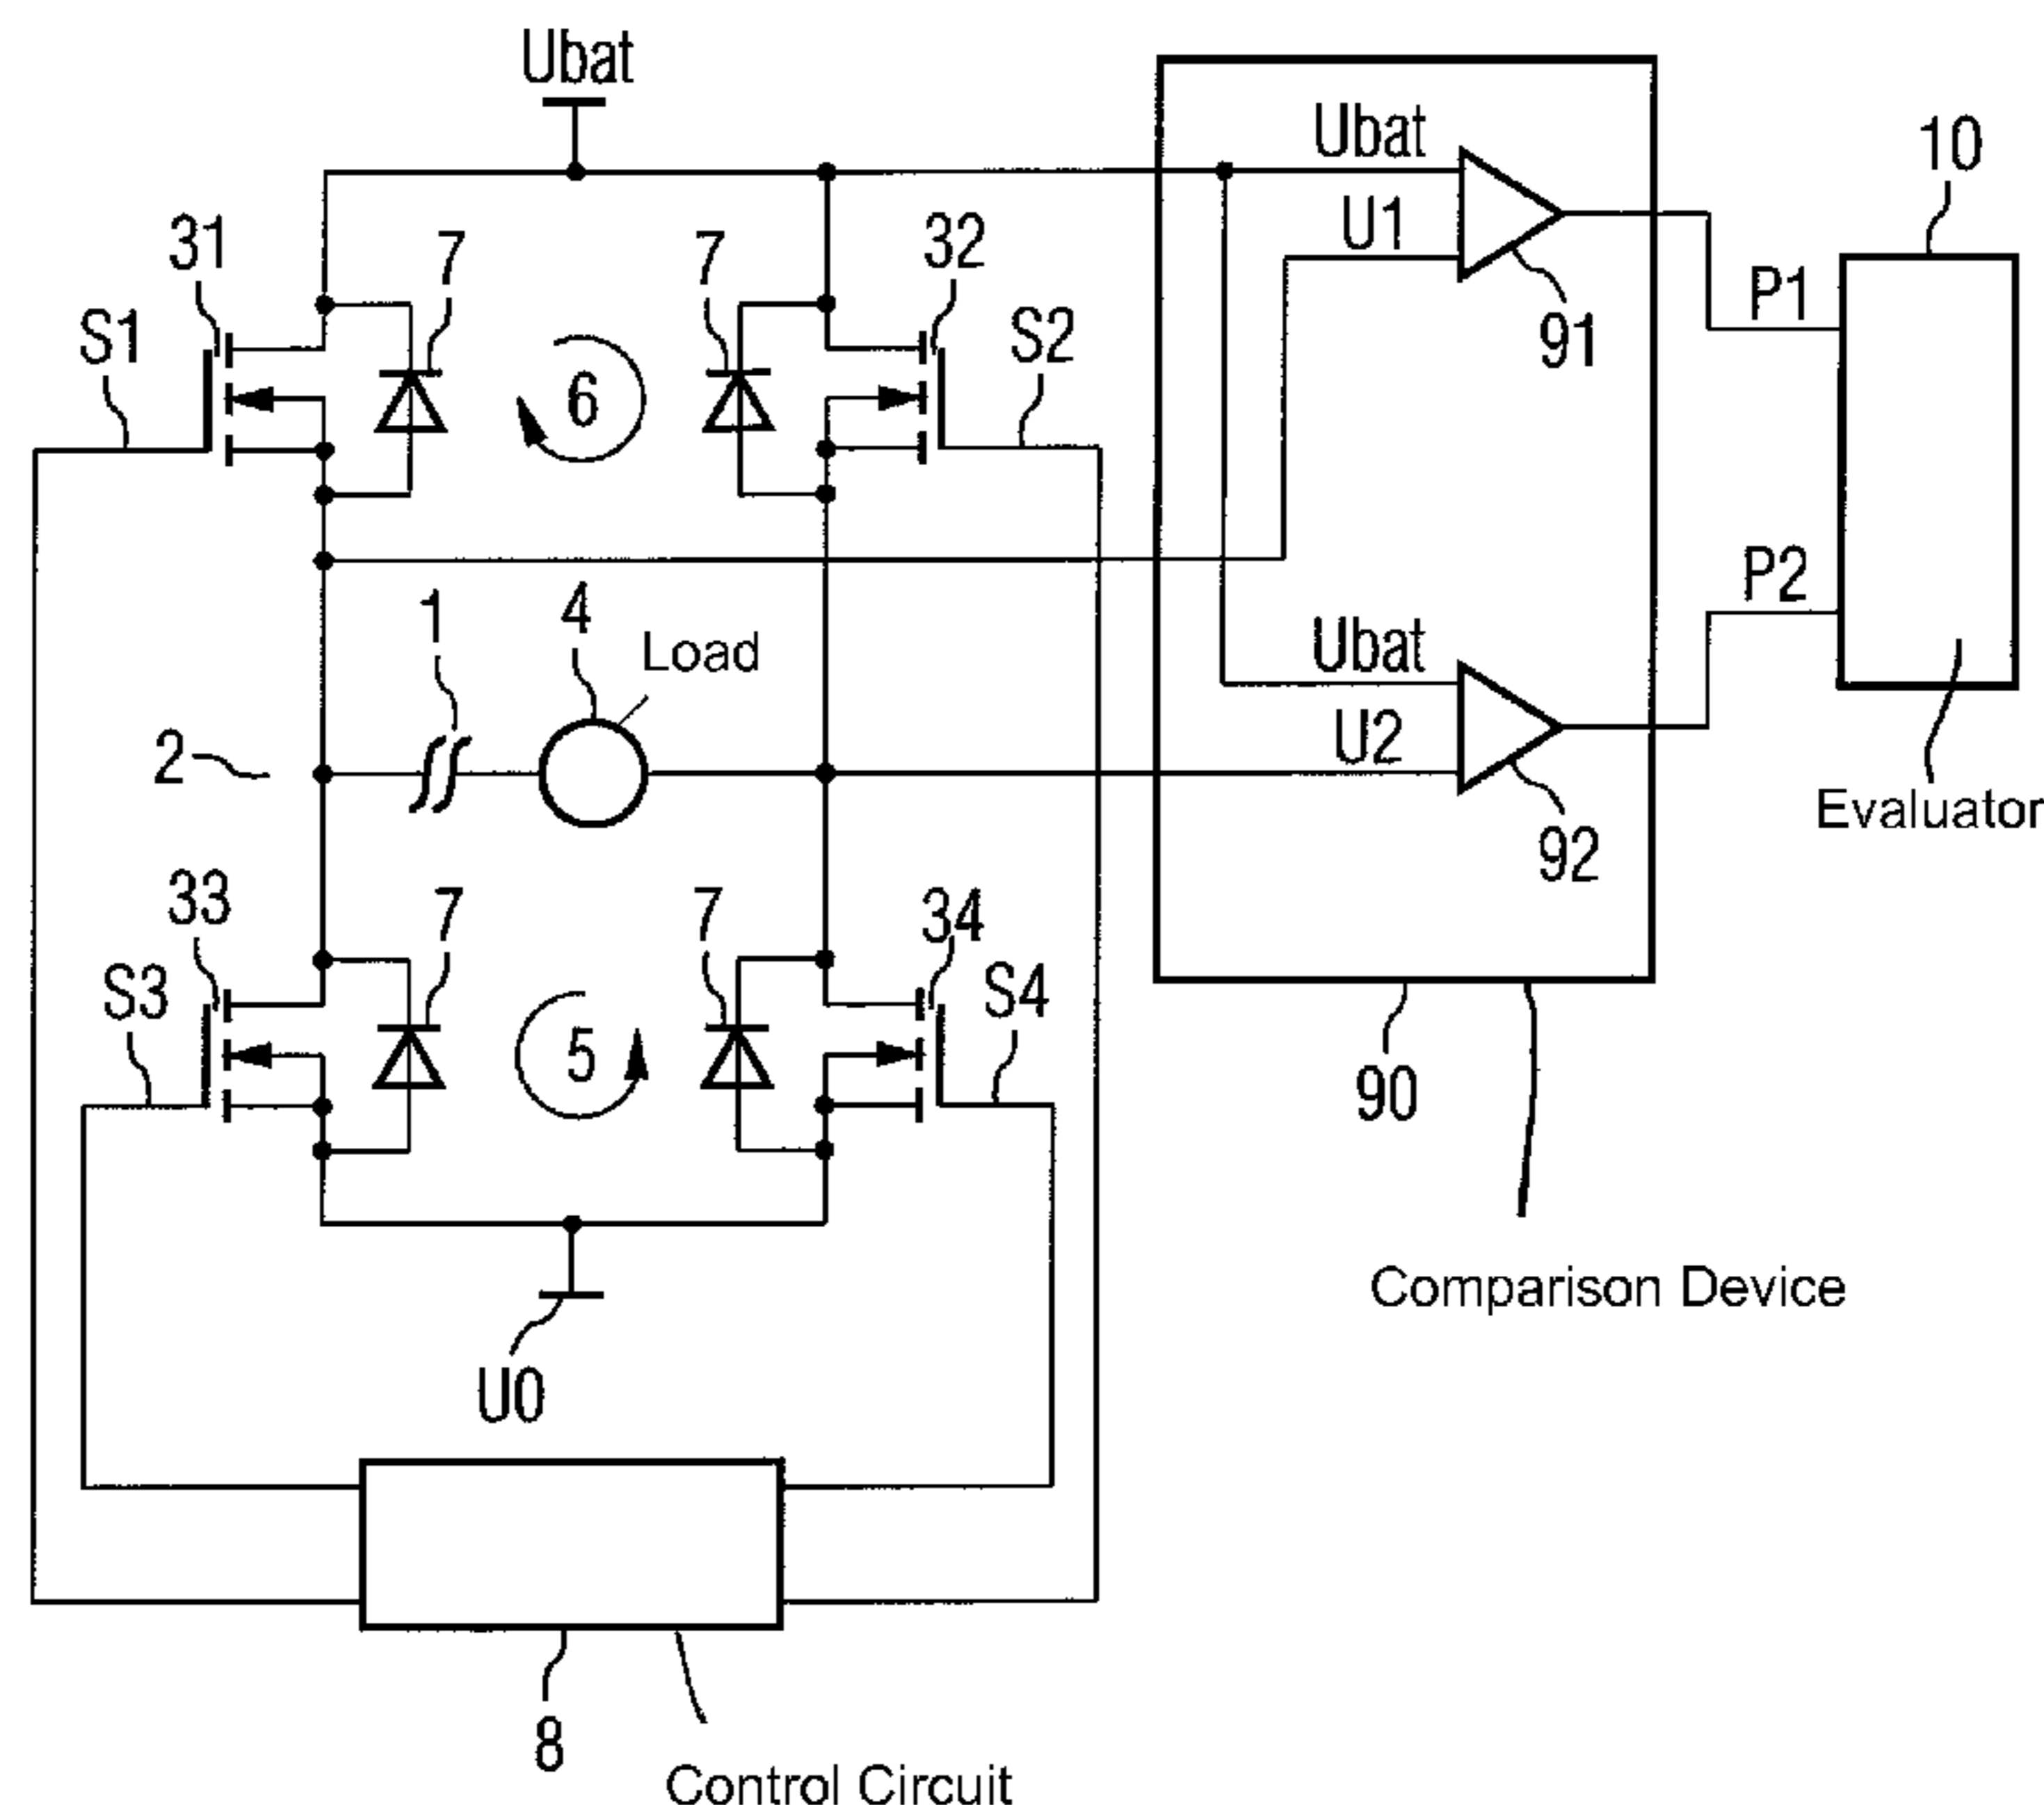 Ubat
Ubat
10
31
7
7
32
U1
S1
S2
P1
6
91
1
4
Load
Ubat
P2
2
U2
Evaluator
92
33
7
7
34
S3
S4
5
90
Comparison Device
U0
8
Control Circuit